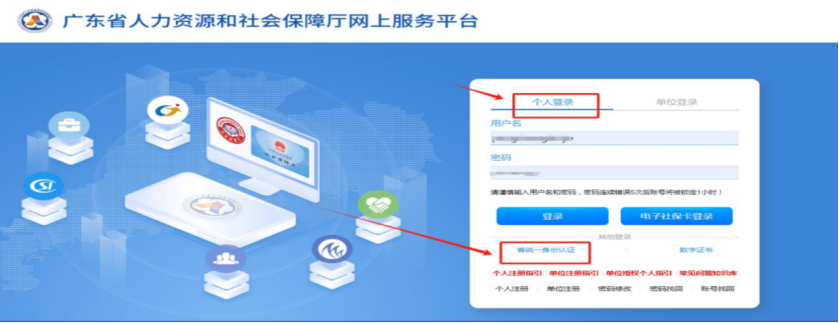 广东省人力资源和社会保障厅网上服务平台
个人登录 单位登录
用户名
密码
请谨慎输入用户名和密码，密码连续错误5次后账号将被锁定1小时！
登录 电子社保卡登录
其他登录
省统一身份认证 数字证书
个人注册指引 单位注册指引 单位授权个人指引 常见问题知识库
个人注册 单位注册 密码修改 密码找回 账号找回